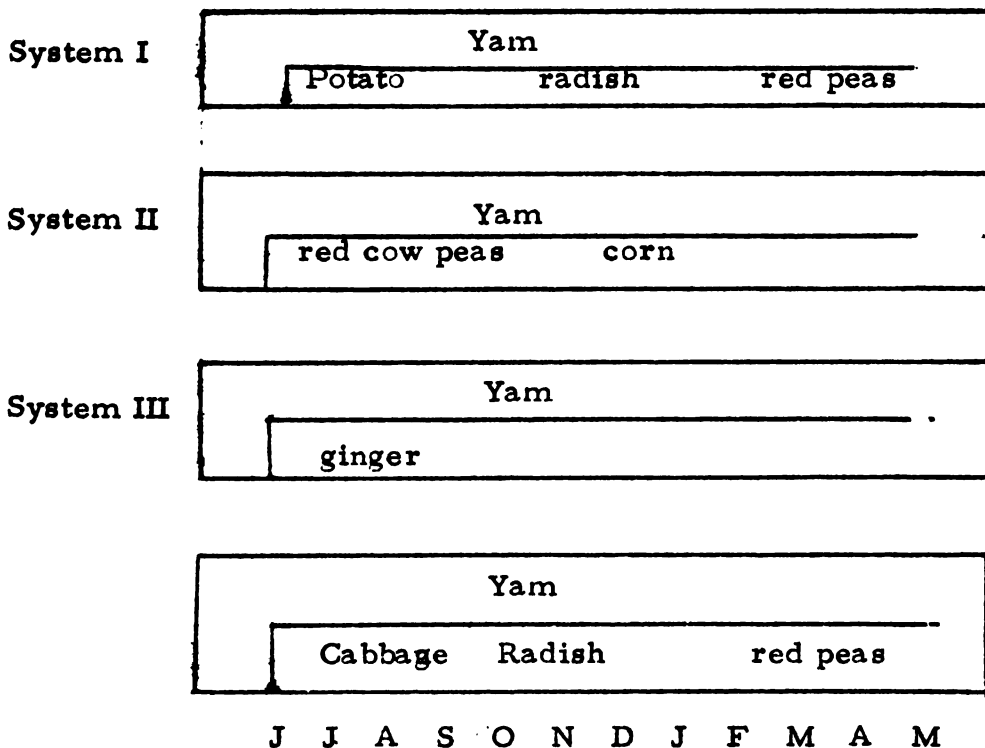 Yam
System I
Potato radish red peas
Yam
System II
red cow peas corn
Yam
System III
ginger
Yam
Cabbage Radish red peas
J J A S O N D J F M A M